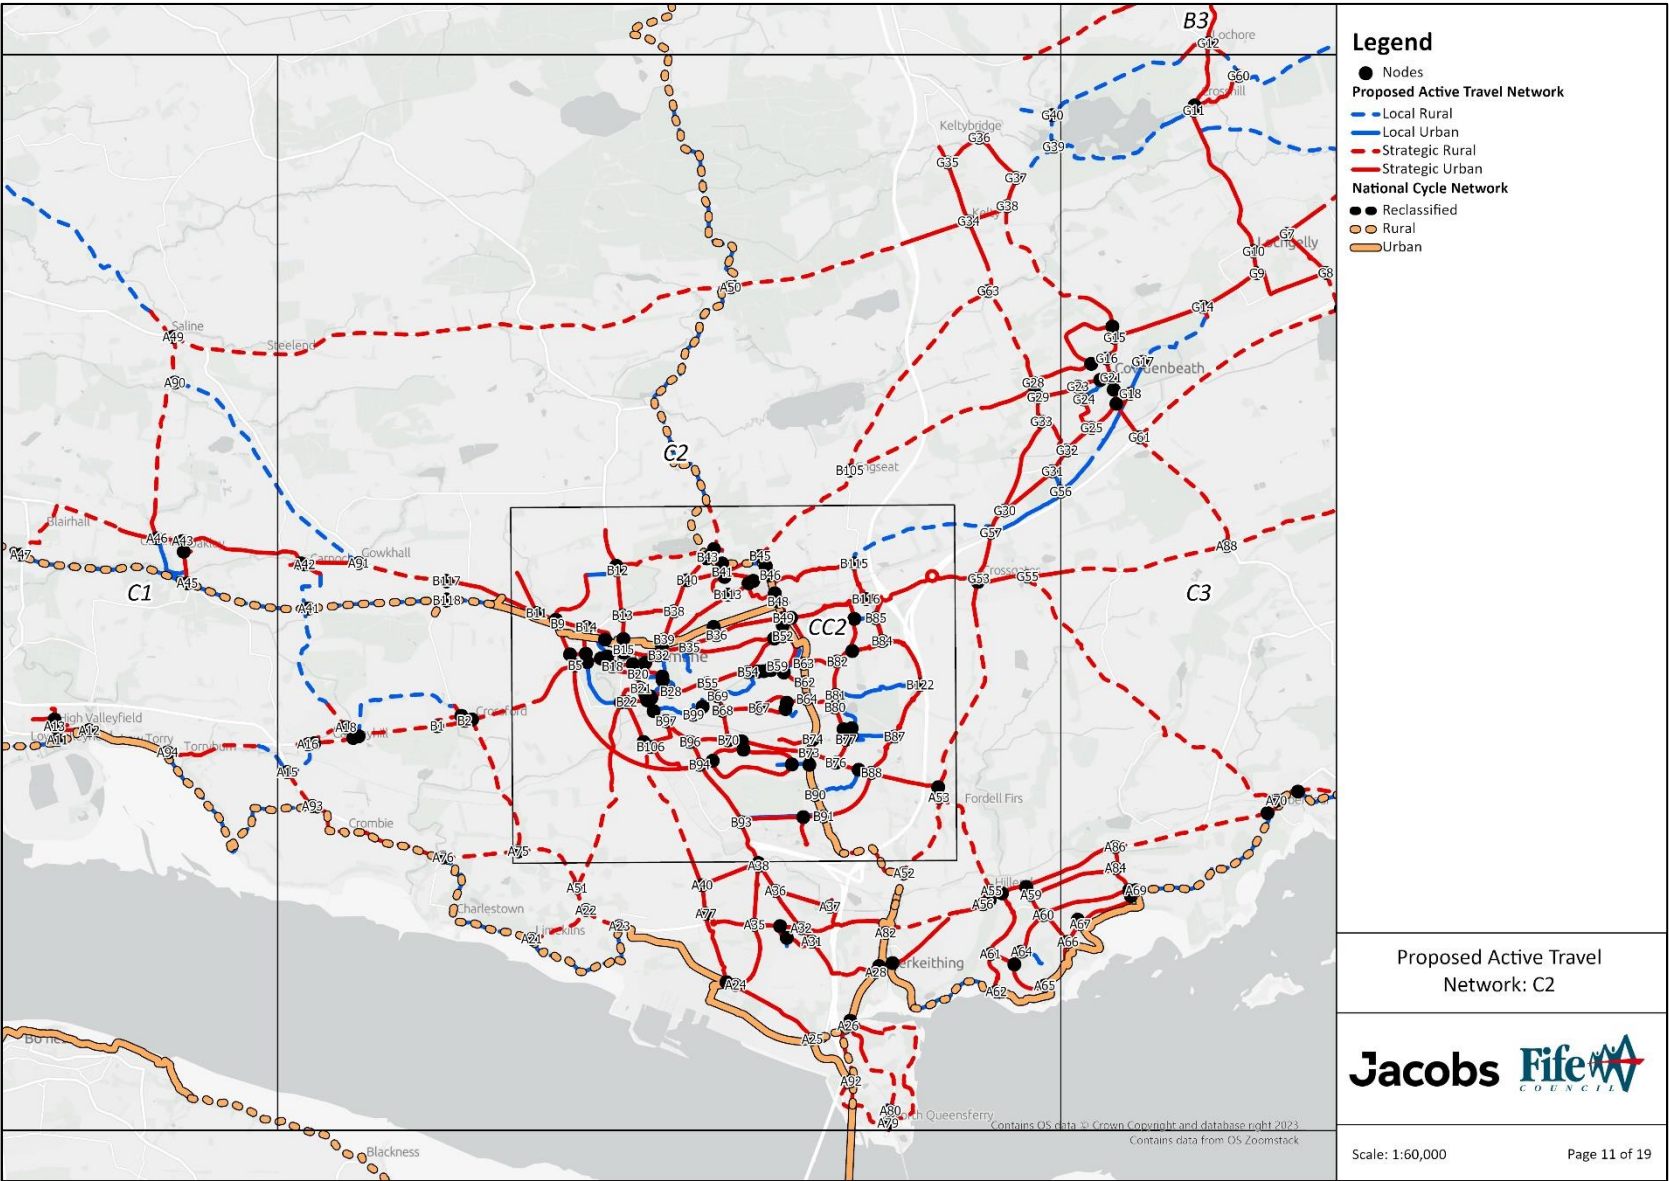 B3
Lochore
G12
G60
G11
G40
Keltybridge
G36
G39
G35
G37
G38
G34
G7
G10
G9
G8
A50
G63
G14
Saline
A49
Steelend
G15
G16
G17
A90
G21
G28
G23
G18
G29
G24
G33
G25
G61
G32
C2
B105
G31
G56
Blairhall
G30
G57
A46
A43
A47
Gowkhall
A42
A91
B43
B45
B12
B41
B46
B115
A88
A45
C1
B117
B40
G53
G55
B113
C3
A41
B118
B48
B116
B11
B9
B14
B13
B38
B49
B85
CC2
B36
B52
B39
B84
B15
B35
B32
B5
B18
B20
B54
B59
B63
B82
B21
B28
B55
B62
B122
B22
B69
B64
B81
B99
B68
B67
B80
High Valleyfield
A13
A12
A11
B2
B1
A18
B97
A16
B106
B96
B70
B74
B77
B87
A94
B73
B76
B94
A15
B88
B90
A53
Fordell Firs
A93
Crombie
B93
B91
A70
A76
A75
A86
A38
A84
A52
A51
A40
A36
A55
A59
A69
A56
Charlestown
A22
A77
A37
A60
A67
A21
A23
A35
A32
A82
A31
A66
A61
A64
A28
A24
A62
A65
A26
A25
A92
A80
A79
Blackness
Contains OS data © Crown Copyright and database right 2023
Contains data from OS Zoomstack
Legend
Nodes
Proposed Active Travel Network
Local Rural
Local Urban
Strategic Rural
Strategic Urban
National Cycle Network
Reclassified
Rural
Urban
Proposed Active Travel
Network: C2
Jacobs
Fife
COUNCIL
Scale: 1:60,000
Page 11 of 19